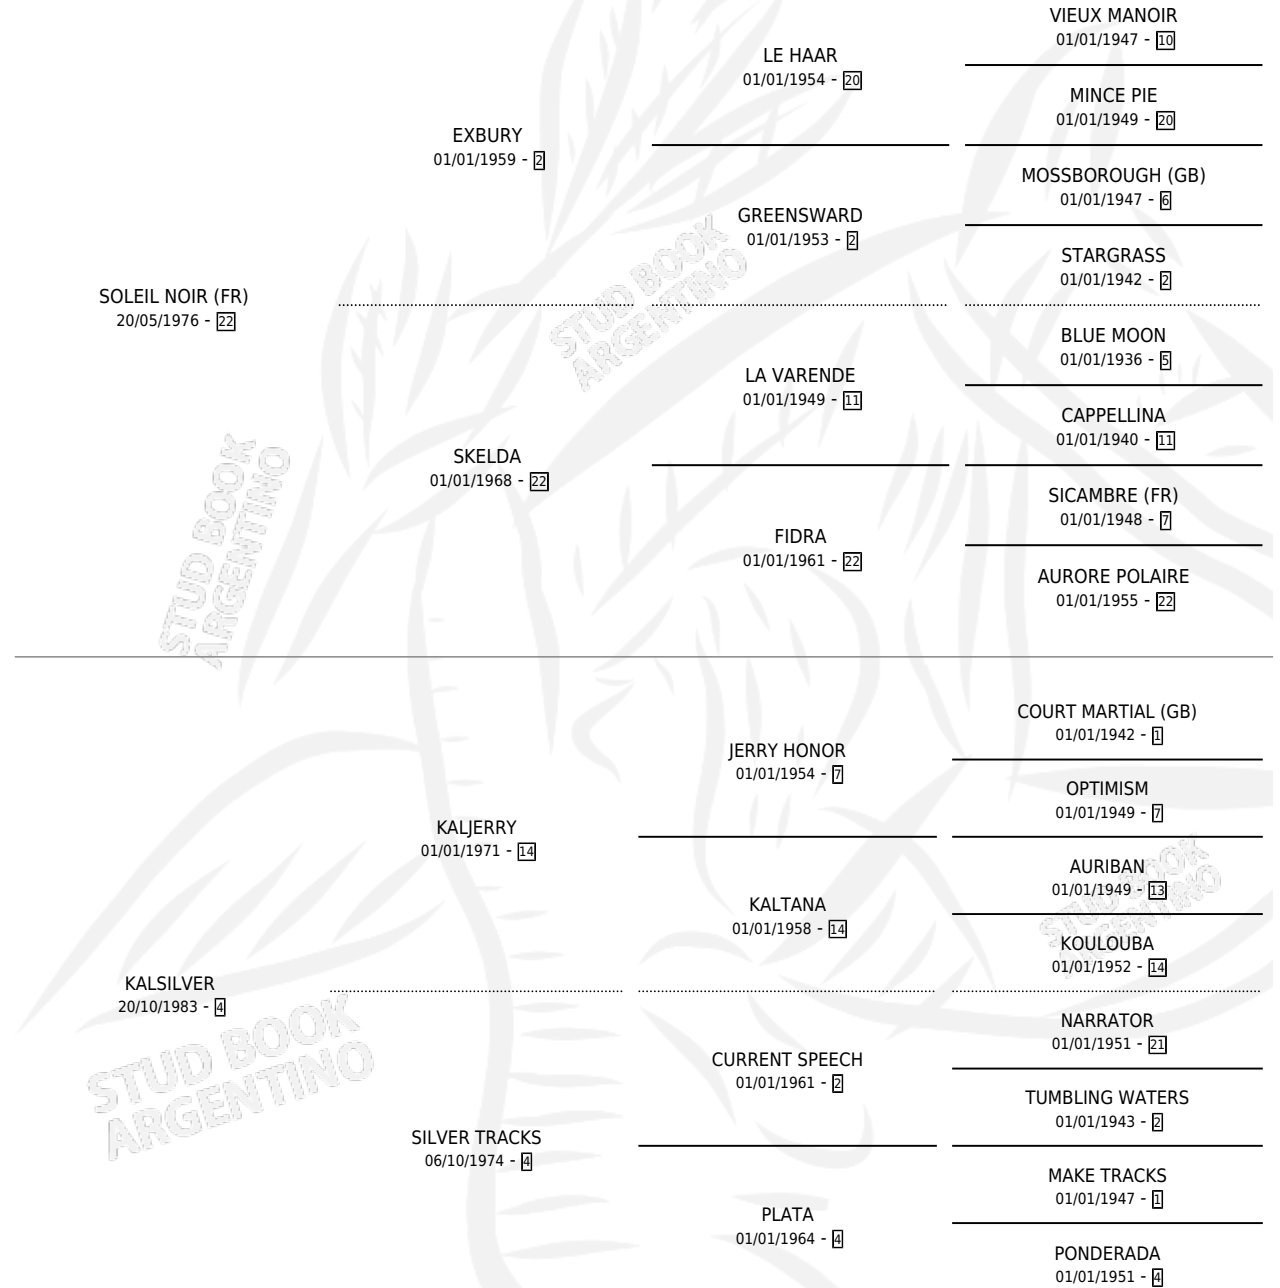 VIEUX MANOIR
01/01/1947 - 10
LE HAAR
01/01/1954 - 20
MINCE PIE
01/01/1949 - 20
EXBURY
01/01/1959 - 2
MOSSBOROUGH (GB)
01/01/1947 - 6
GREENSWARD
01/01/1953 - 2
STARGRASS
01/01/1942 - 2
SOLEIL NOIR (FR)
20/05/1976 - 22
BLUE MOON
01/01/1936 - 5
LA VARENDE
01/01/1949 - 11
CAPPELLINA
01/01/1940 - 11
SKELDA
01/01/1968 - 22
SICAMBRE (FR)
01/01/1948 - 7
FIDRA
01/01/1961 - 22
AURORE POLAIRE
01/01/1955 - 22
COURT MARTIAL (GB)
01/01/1942 - 1
JERRY HONOR
01/01/1954 - 7
OPTIMISM
01/01/1949 - 7
KALJERRY
01/01/1971 - 14
AURIBAN
01/01/1949 - 13
KALTANA
01/01/1958 - 14
KOULOUBA
01/01/1952 - 14
KALSILVER
20/10/1983 - 4
NARRATOR
01/01/1951 - 21
CURRENT SPEECH
01/01/1961 - 2
TUMBLING WATERS
01/01/1943 - 2
SILVER TRACKS
06/10/1974 - 4
MAKE TRACKS
01/01/1947 - 1
PLATA
01/01/1964 - 4
PONDERADA
01/01/1951 - 4
STUD BOOK
ARGENTINO
STUD BOOK
ARGENTINO
STUD BOOK
ARGENTINO
STUD BOOK
ARGENTINO